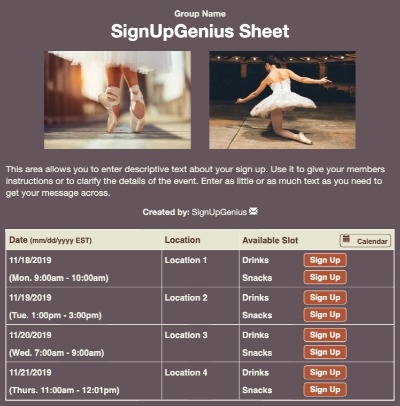 Group Name
SignUpGenius Sheet
This area allows you to enter descriptive text about your sign up. Use it to give your members
instructions or to clarify the details of the event. Enter as little or as much text as you need to
get your message across.
Created by: SignUpGenius
Date (mm/dd/yyyy EST) Location Available Slot Calendar
11/18/2019 Location 1 Drinks Sign Up
(Mon. 9:00am - 10:00am) Snacks Sign Up
11/19/2019 Location 2 Drinks Sign Up
(Tue. 1:00pm - 3:00pm) Snacks Sign Up
11/20/2019 Location 3 Drinks Sign Up
(Wed. 7:00am - 9:00am) Snacks Sign Up
11/21/2019 Location 4 Drinks Sign Up
(Thurs. 11:00am - 12:01pm) Snacks Sign Up